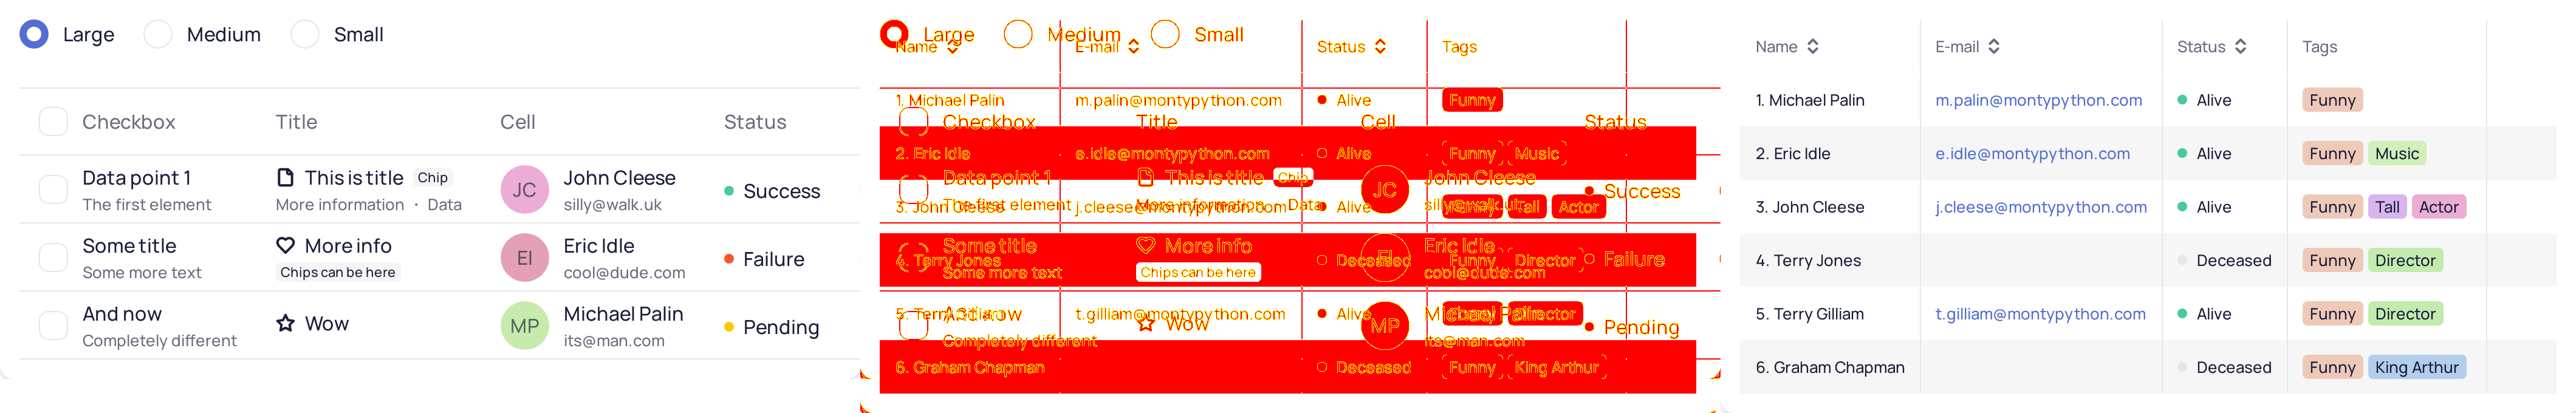 Large Medium Small
Checkbox Title Cell Status
Data point 1 This is title Chip John Cleese
The first element More information · Data JC silly@walk.uk Success
Some title More info Eric Idle
Some more text Chips can be here EI cool@dude.com Failure
And now Wow Michael Palin
Completely different MP its@man.com Pending
Large Medium Small
Name E-mail Status Tags
1. Michael Palin m.palin@montypython.com Alive Funny
Checkbox Title Cell Status
2. Eric Idle e.idle@montypython.com Alive Funny Music
Data point 1 This is title Chip JC John Cleese Success
The first element More information · Data silly@walk.uk
3. John Cleese j.cleese@montypython.com Alive Funny Tall Actor
Some title More info EI Eric Idle
4. Terry Jones Deceased Funny Director Failure
Some more text Chips can be here cool@dude.com
5. Terry Gilliam t.gilliam@montypython.com Alive Funny Director
And now Wow MP Michael Palin Pending
Completely different its@man.com
6. Graham Chapman Deceased Funny King Arthur
Name E-mail Status Tags
1. Michael Palin m.palin@montypython.com Alive Funny
2. Eric Idle e.idle@montypython.com Alive Funny Music
3. John Cleese j.cleese@montypython.com Alive Funny Tall Actor
4. Terry Jones Deceased Funny Director
5. Terry Gilliam t.gilliam@montypython.com Alive Funny Director
6. Graham Chapman Deceased Funny King Arthur